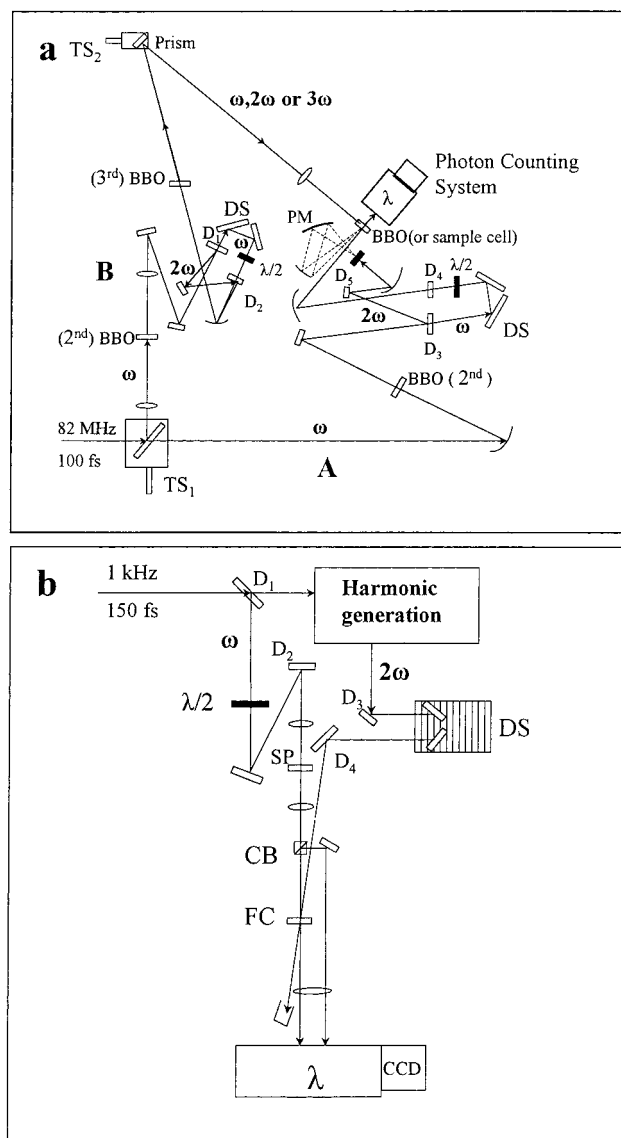 a
TS2
Prism
ω,2ω or 3ω
Photon Counting
System
(3rd) BBO
λ
PM
BBO(or sample cell)
DS
D1
ω
λ/2
B
2ω
D2
D5
D4
λ/2
2ω
ω
DS
D3
(2nd) BBO
BBO (2nd)
ω
82 MHz
ω
100 fs
A
TS1
b
1 kHz
D1
150 fs
Harmonic
generation
ω
D2
2ω
λ/2
D3
DS
SP
D4
CB
FC
λ
CCD